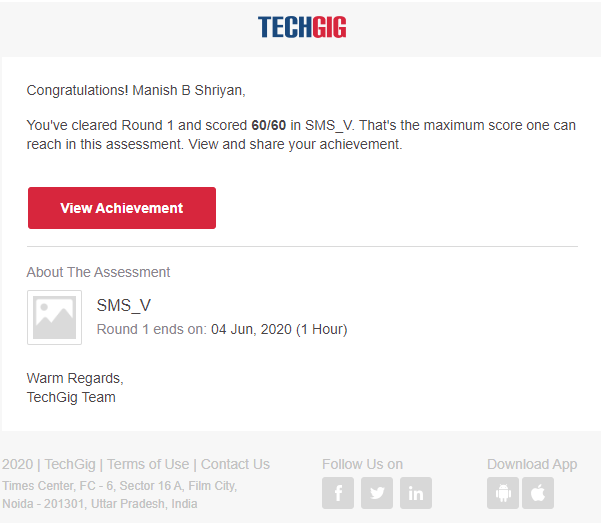 TECHGIG
Congratulations! Manish B Shriyan,
You've cleared Round 1 and scored 60/60 in SMS_V. That's the maximum score one can
reach in this assessment. View and share your achievement.
View Achievement
About The Assessment
SMS_V
Round 1 ends on: 04 Jun, 2020 (1 Hour)
Warm Regards,
TechGig Team
2020 | TechGig | Terms of Use | Contact Us
Times Center, FC - 6, Sector 16 A, Film City,
Noida - 201301, Uttar Pradesh, India
Follow Us on
f
in
Download App